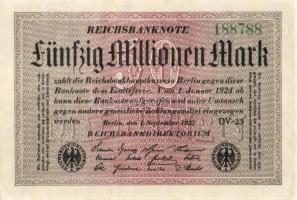 REICHSBANKNOTE
188788
Fünfzig Millionen Mark
zahlt die Reichsbankhauptkasse in Berlin gegen diese
Banknote dem Einlieferer. Vom 1. Januar 1924 ab
kann diese Banknote aufgerufen und unter Umtausch
gegen andere gesetzliche Zahlungsmittel eingezogen
werden
Berlin, den 1. September 1923
DV-25
REICHSBANKDIREKTORIUM